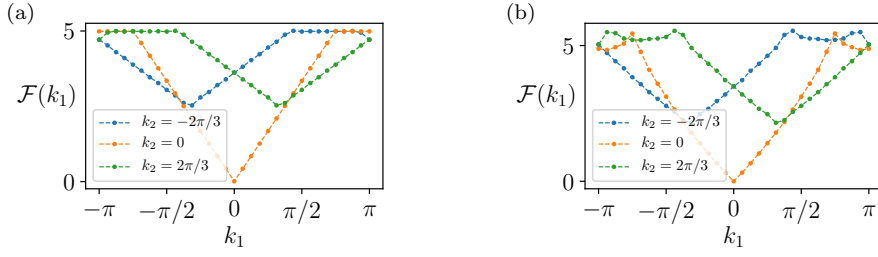 (a)
5
F(k₁)
0
k₂ = −2π/3
k₂ = 0
k₂ = 2π/3
−π
−π/2
0
π/2
π
k₁
(b)
5
F(k₁)
0
k₂ = −2π/3
k₂ = 0
k₂ = 2π/3
−π
−π/2
0
π/2
π
k₁